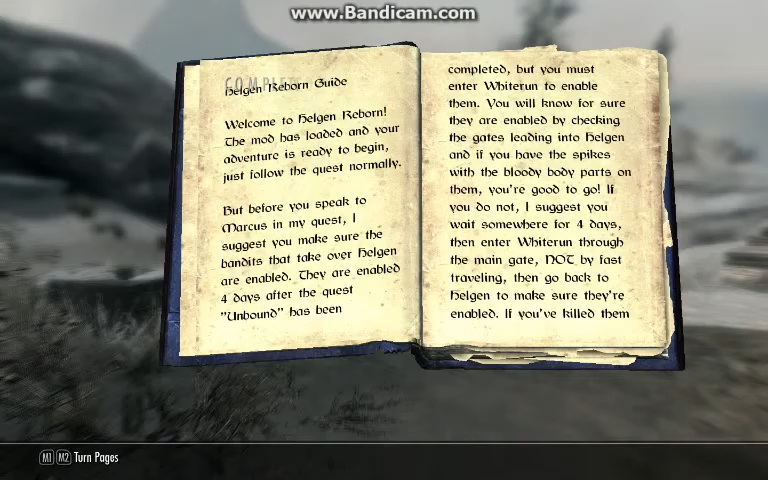 www.Bandicam.com
Helgen Reborn Guide
Welcome to Helgen Reborn!
The mod has loaded and your
adventure is ready to begin,
just follow the quest normally.
But before you speak to
Marcus in my quest, I
suggest you make sure the
bandits that take over Helgen
are enabled. They are enabled
4 days after the quest
"Unbound" has been
completed, but you must
enter Whiterun to enable
them. You will know for sure
they are enabled by checking
the gates leading into Helgen
and if you have the spikes
with the bloody body parts on
them, you're good to go! If
you do not, I suggest you
wait somewhere for 4 days,
then enter Whiterun through
the main gate, NOT by fast
traveling, then go back to
Helgen to make sure they're
enabled. If you've killed them
M1 M2 Turn Pages